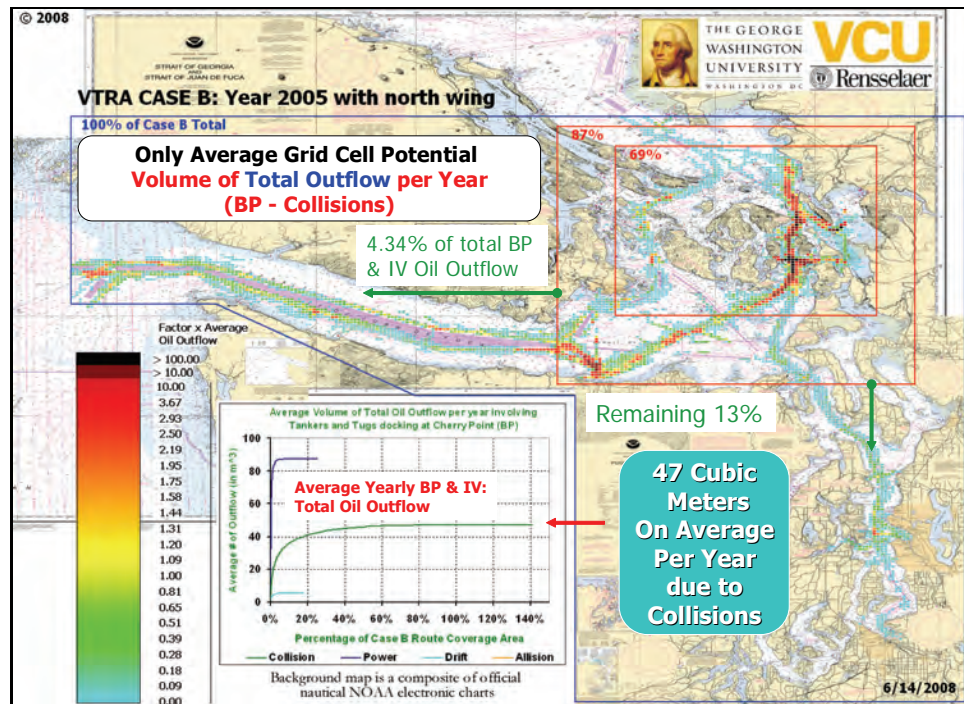 © 2008
STRAIT OF GEORGIA
AND
STRAIT OF JUAN DE FUCA
THE GEORGE
WASHINGTON
UNIVERSITY
WASHINGTON DC
VCU
Rensselaer
VTRA CASE B: Year 2005 with north wing
100% of Case B Total
87%
69%
Only Average Grid Cell Potential
Volume of Total Outflow per Year
(BP - Collisions)
4.34% of total BP
& IV Oil Outflow
Factor x Average
Oil Outflow
> 100.00
> 10.00
10.00
3.67
2.93
2.50
2.19
1.95
1.75
1.58
1.44
1.31
1.20
1.09
1.00
0.81
0.65
0.51
0.39
0.28
0.18
0.09
0.00
Average Volume of Total Oil Outflow per year involving
Tankers and Tugs docking at Cherry Point (BP)
Average # of Outflow (in m^3)
100
80
60
40
20
0
Average Yearly BP & IV:
Total Oil Outflow
0% 20% 40% 60% 80% 100% 120% 140%
Percentage of Case B Route Coverage Area
Collision Power Drift Allision
Background map is a composite of official
nautical NOAA electronic charts
Remaining 13%
47 Cubic
Meters
On Average
Per Year
due to
Collisions
6/14/2008